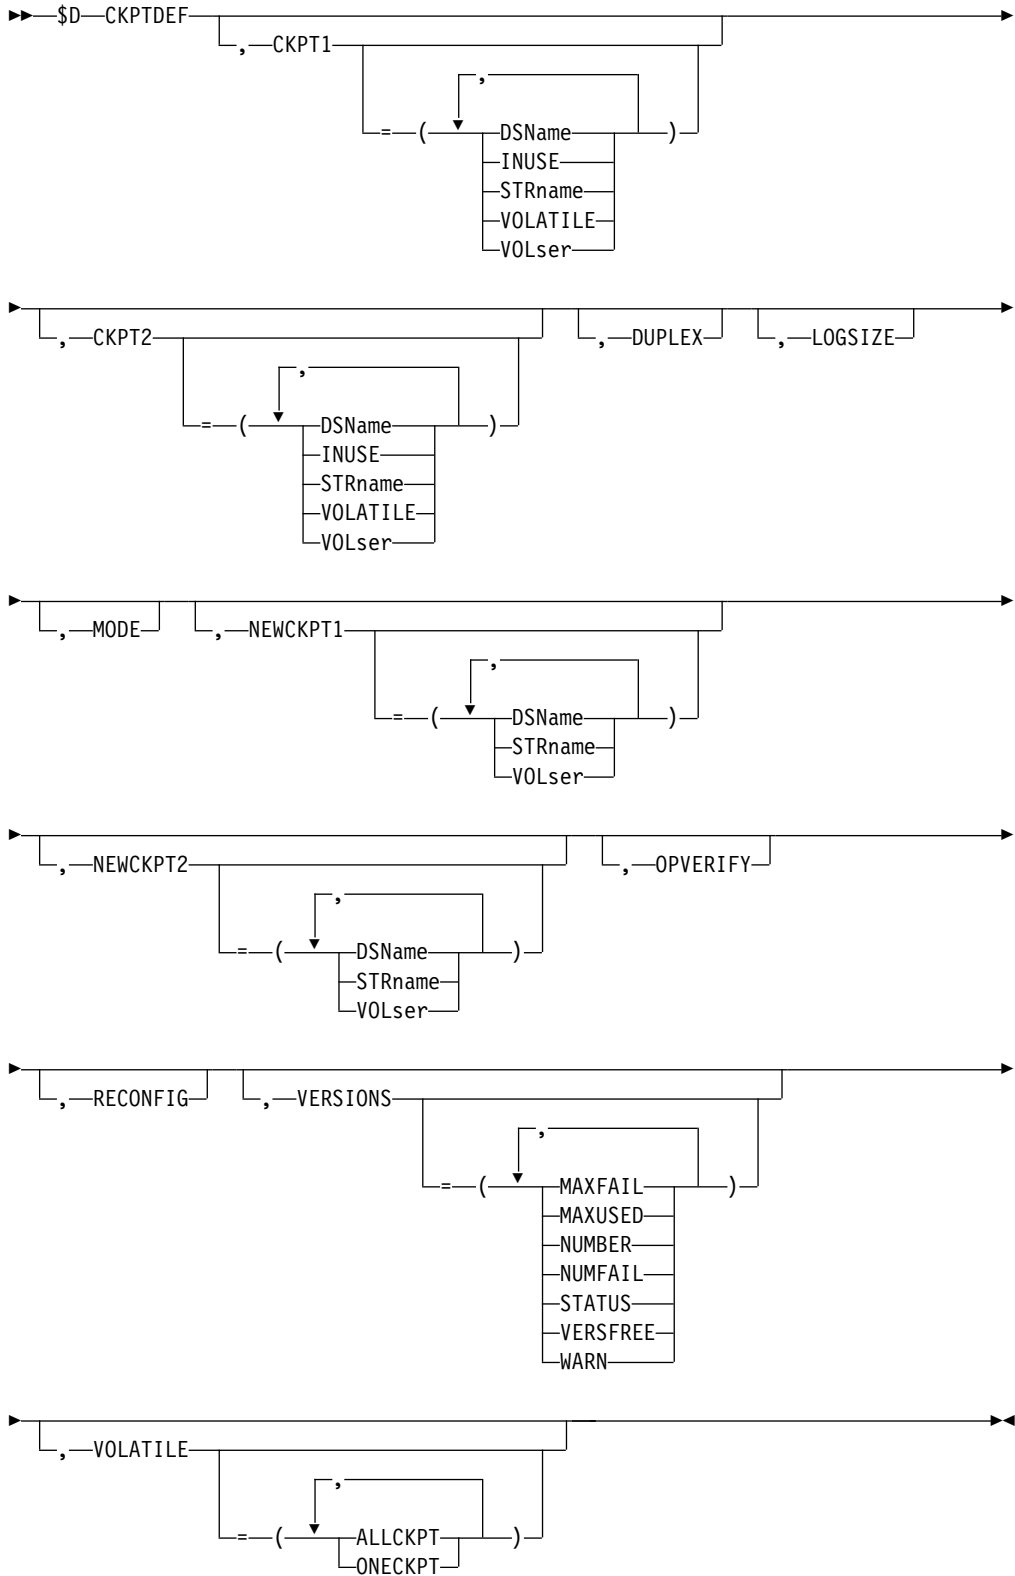 $D CKPTDEF
, CKPT1
,
= ( DSName )
INUSE
STRname
VOLATILE
VOLser
, CKPT2 , DUPLEX , LOGSIZE
,
= ( DSName )
INUSE
STRname
VOLATILE
VOLser
, MODE , NEWCKPT1
,
= ( DSName )
STRname
VOLser
, NEWCKPT2 , OPVERIFY
,
= ( DSName )
STRname
VOLser
, RECONFIG , VERSIONS
,
= ( MAXFAIL )
MAXUSED
NUMBER
NUMFAIL
STATUS
VERSFREE
WARN
, VOLATILE
,
= ( ALLCKPT )
ONECKPT